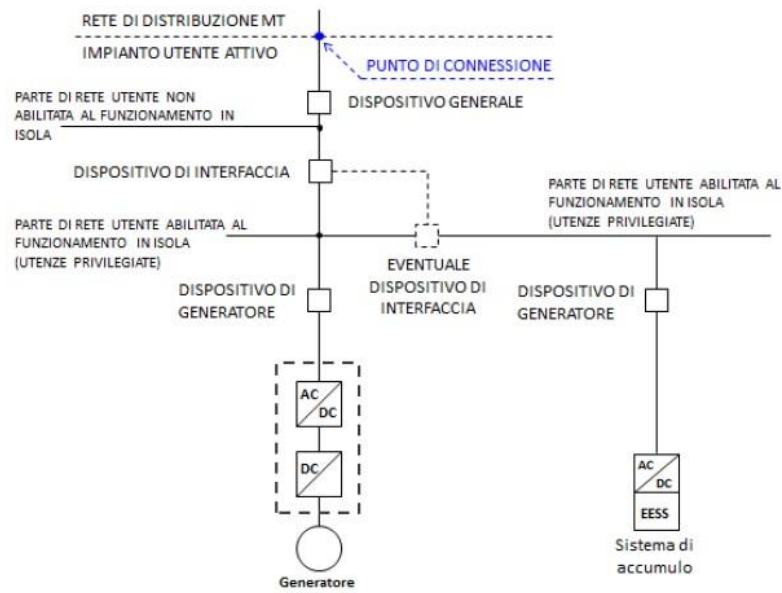 RETE DI DISTRIBUZIONE MT
IMPIANTO UTENTE ATTIVO
PUNTO DI CONNESSIONE
PARTE DI RETE UTENTE NON
ABILITATA AL FUNZIONAMENTO IN
ISOLA
DISPOSITIVO GENERALE
DISPOSITIVO DI INTERFACCIA
PARTE DI RETE UTENTE ABILITATA AL
FUNZIONAMENTO IN ISOLA
(UTENZE PRIVILEGIATE)
PARTE DI RETE UTENTE ABILITATA AL
FUNZIONAMENTO IN ISOLA
(UTENZE PRIVILEGIATE)
EVENTUALE
DISPOSITIVO DI
INTERFACCIA
DISPOSITIVO DI
GENERATORE
DISPOSITIVO DI
GENERATORE
AC
DC
DC
AC
DC
EESS
Generatore
Sistema di
accumulo